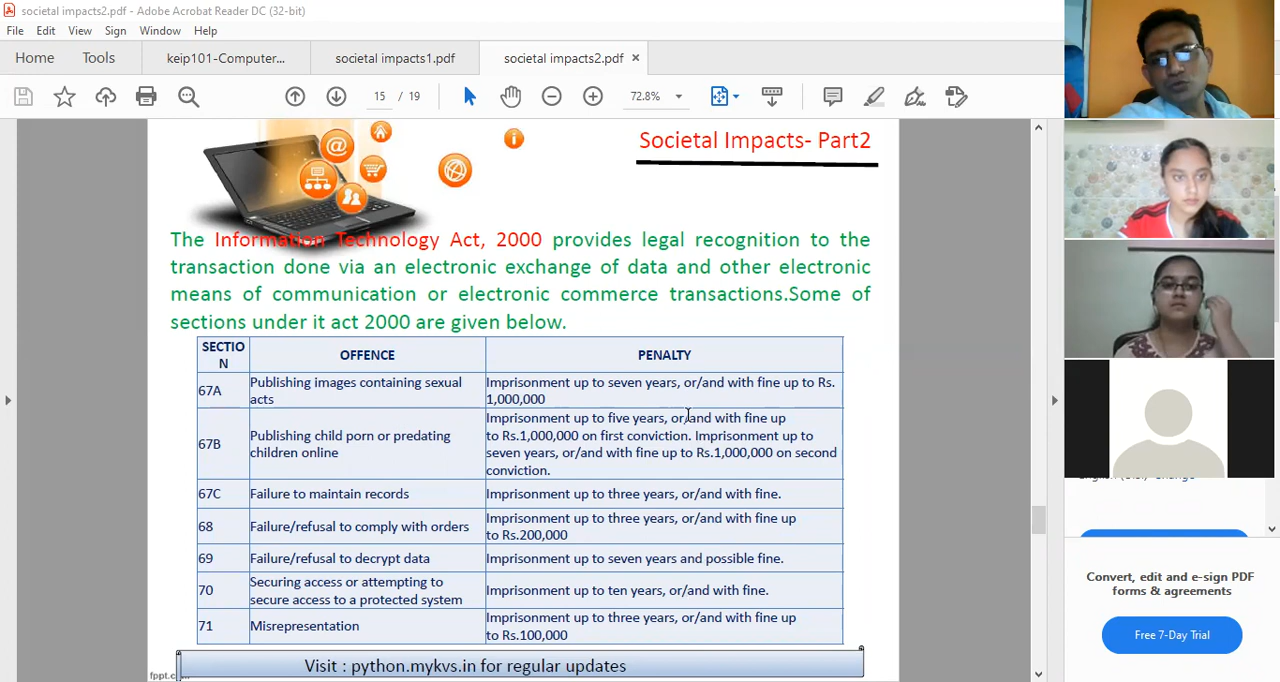 societal impacts2.pdf - Adobe Acrobat Reader DC (32-bit)
File Edit View Sign Window Help
Home Tools keip101-Computer... societal impacts1.pdf societal impacts2.pdf ×
15 / 19 72.8%
Societal Impacts- Part2
The Information Technology Act, 2000 provides legal recognition to the
transaction done via an electronic exchange of data and other electronic
means of communication or electronic commerce transactions.Some of
sections under it act 2000 are given below.
SECTIO
N
OFFENCE
PENALTY
67A
Publishing images containing sexual
acts
Imprisonment up to seven years, or/and with fine up to Rs.
1,000,000
67B
Publishing child porn or predating
children online
Imprisonment up to five years, or/and with fine up
to Rs.1,000,000 on first conviction. Imprisonment up to
seven years, or/and with fine up to Rs.1,000,000 on second
conviction.
67C
Failure to maintain records
Imprisonment up to three years, or/and with fine.
68
Failure/refusal to comply with orders
Imprisonment up to three years, or/and with fine up
to Rs.200,000
69
Failure/refusal to decrypt data
Imprisonment up to seven years and possible fine.
70
Securing access or attempting to
secure access to a protected system
Imprisonment up to ten years, or/and with fine.
71
Misrepresentation
Imprisonment up to three years, or/and with fine up
to Rs.100,000
Visit : python.mykvs.in for regular updates
Convert, edit and e-sign PDF
forms & agreements
Free 7-Day Trial